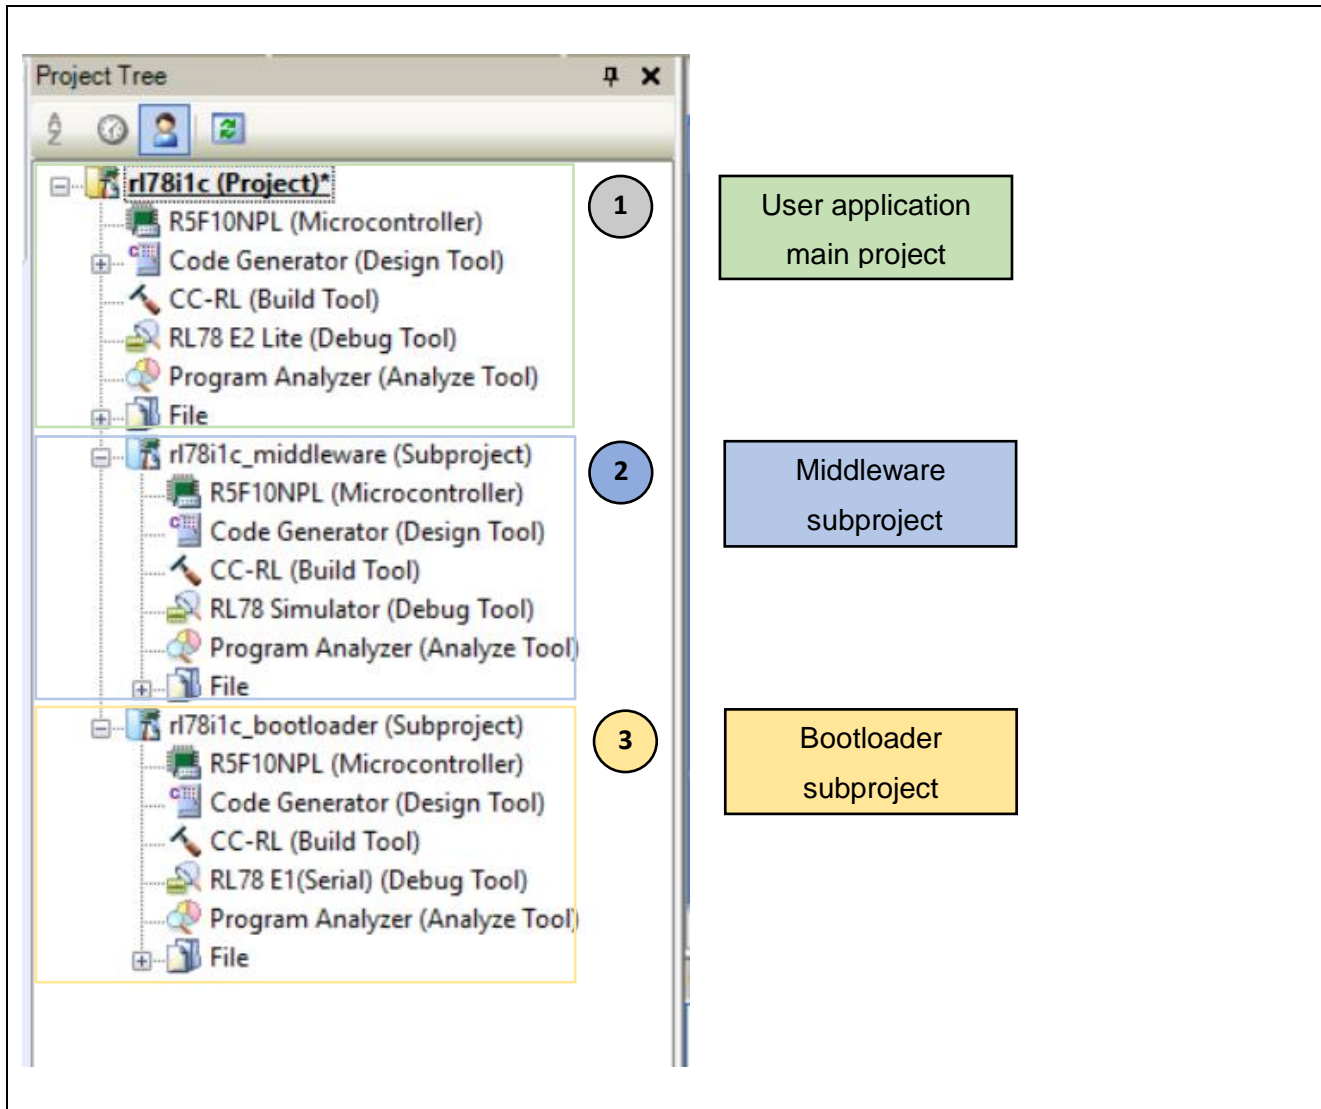 Project Tree
rl78i1c (Project)*
R5F10NPL (Microcontroller)
Code Generator (Design Tool)
CC-RL (Build Tool)
RL78 E2 Lite (Debug Tool)
Program Analyzer (Analyze Tool)
File
1
User application
main project
rl78i1c_middleware (Subproject)
R5F10NPL (Microcontroller)
Code Generator (Design Tool)
CC-RL (Build Tool)
RL78 Simulator (Debug Tool)
Program Analyzer (Analyze Tool)
File
2
Middleware
subproject
rl78i1c_bootloader (Subproject)
R5F10NPL (Microcontroller)
Code Generator (Design Tool)
CC-RL (Build Tool)
RL78 E1(Serial) (Debug Tool)
Program Analyzer (Analyze Tool)
File
3
Bootloader
subproject